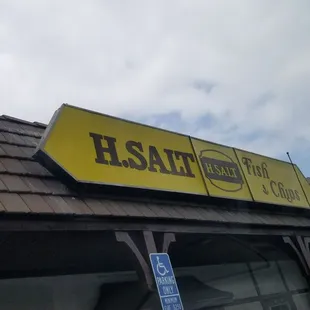 H.SALT
H.SALT
Fish
& Chips
PARKING
ONLY